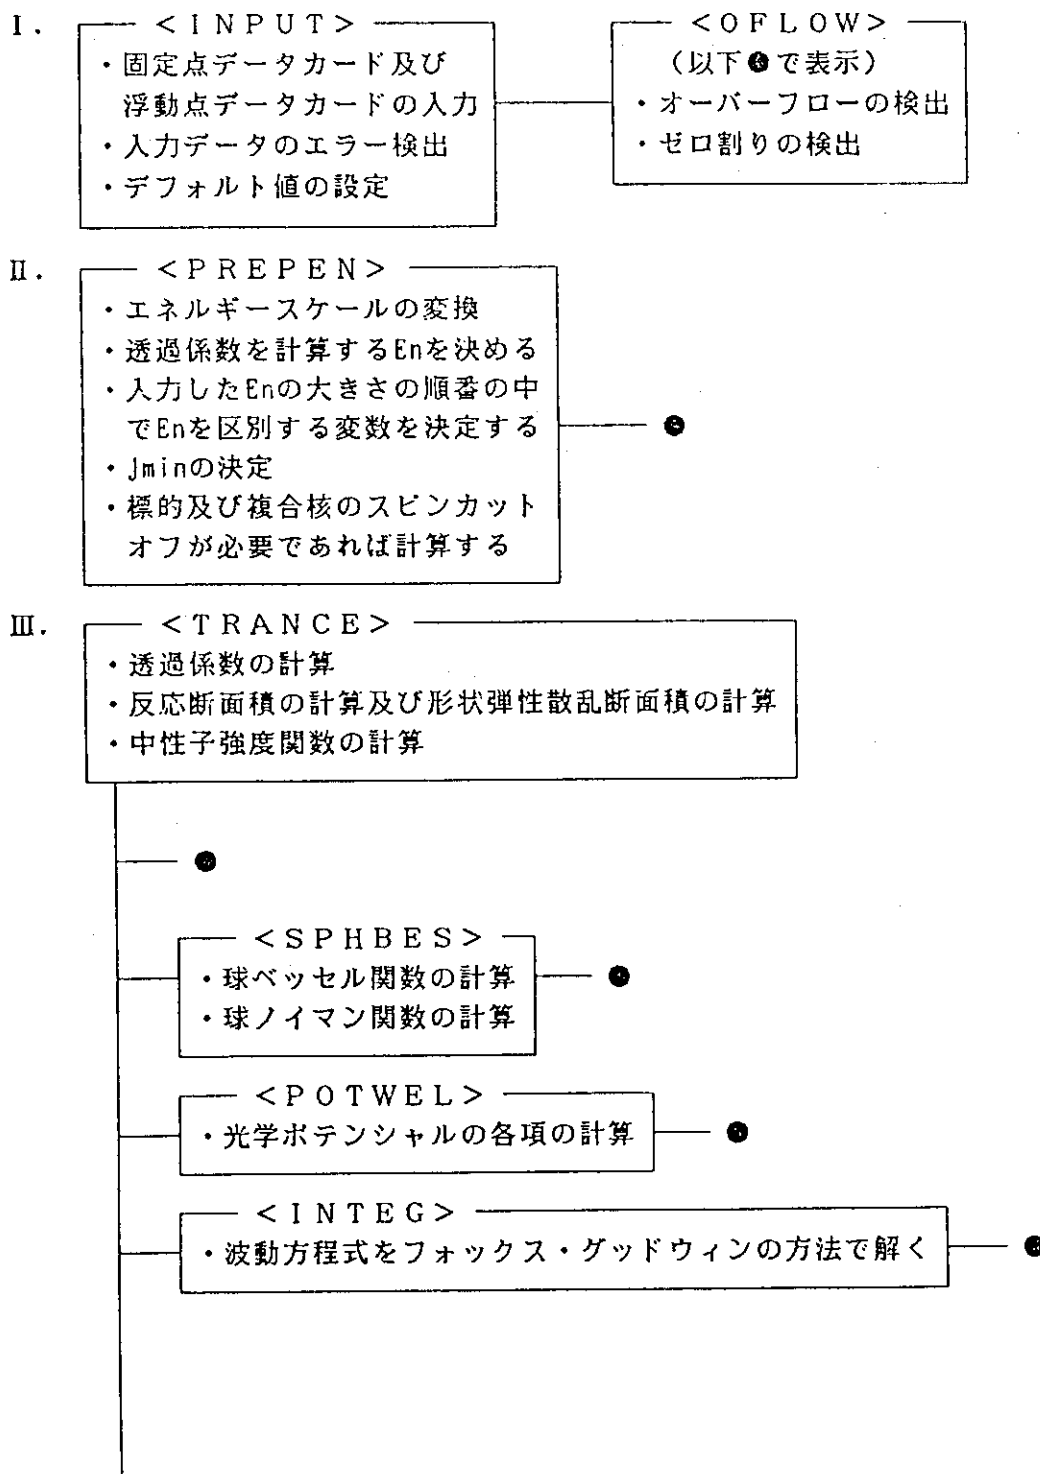 I. <INPUT>
・固定点データカード及び
浮動点データカードの入力
・入力データのエラー検出
・デフォルト値の設定
<OFLOW>
(以下●で表示)
・オーバーフローの検出
・ゼロ割りの検出
II. <PREPEN>
・エネルギースケールの変換
・透過係数を計算するEnを決める
・入力したEnの大きさの順番の中
でEnを区別する変数を決定する
・Jminの決定
・標的及び複合核のスピンカット
オフが必要であれば計算する
III. <TRANCE>
・透過係数の計算
・反応断面積の計算及び形状弾性散乱断面積の計算
・中性子強度関数の計算
<SPHBES>
・球ベッセル関数の計算
・球ノイマン関数の計算
<POTWEL>
・光学ポテンシャルの各項の計算
<INTEG>
・波動方程式をフォックス・グッドウィンの方法で解く